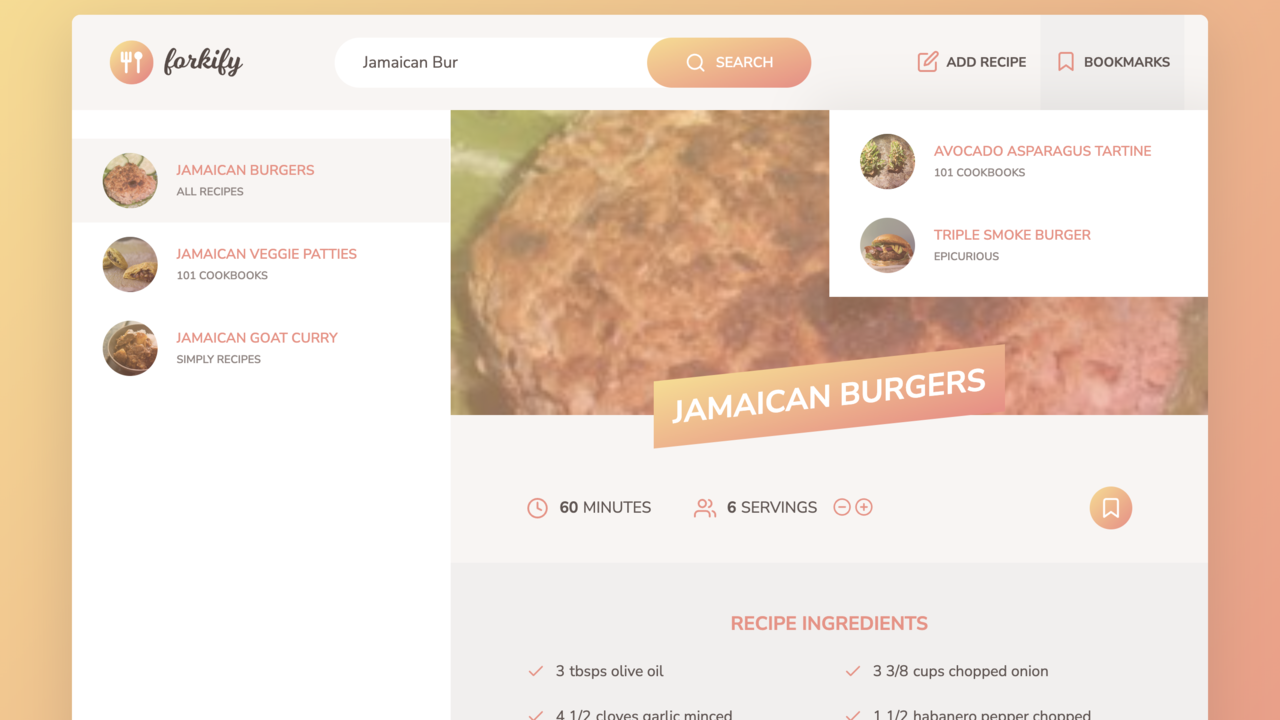 forkify
Jamaican Bur
SEARCH
ADD RECIPE
BOOKMARKS
JAMAICAN BURGERS
ALL RECIPES
JAMAICAN VEGGIE PATTIES
101 COOKBOOKS
JAMAICAN GOAT CURRY
SIMPLY RECIPES
AVOCADO ASPARAGUS TARTINE
101 COOKBOOKS
TRIPLE SMOKE BURGER
EPICURIOUS
JAMAICAN BURGERS
60 MINUTES
6 SERVINGS
RECIPE INGREDIENTS
3 tbsps olive oil
3 3/8 cups chopped onion
4 1/2 cloves garlic minced
1 1/2 habanero pepper chopped